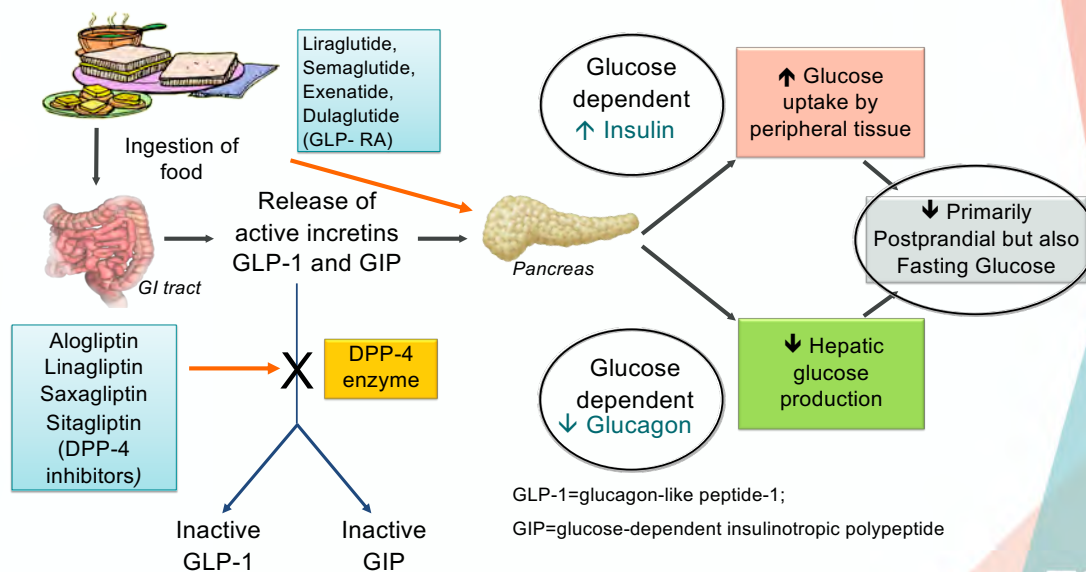 Liraglutide,
Semaglutide,
Exenatide,
Dulaglutide
(GLP- RA)
Ingestion of
food
GI tract
Release of
active incretins
GLP-1 and GIP
Pancreas
Glucose
dependent
↑ Insulin
↑ Glucose
uptake by
peripheral tissue
↓ Primarily
Postprandial but also
Fasting Glucose
Alogliptin
Linagliptin
Saxagliptin
Sitagliptin
(DPP-4
inhibitors)
X
DPP-4
enzyme
Glucose
dependent
↓ Glucagon
↓ Hepatic
glucose
production
Inactive
GLP-1
Inactive
GIP
GLP-1=glucagon-like peptide-1;
GIP=glucose-dependent insulinotropic polypeptide